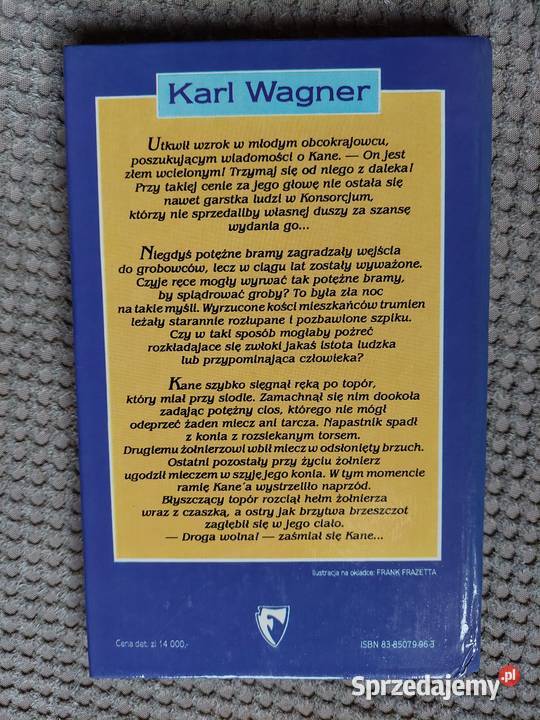 Karl Wagner
Utkwił wzrok w młodym obcokrajowcu,
poszukującym wiadomości o Kane. — On jest
złem wcielonym! Trzymaj się od niego z daleka!
Przy takiej cenie za jego głowę nie ostała się
nawet garstka ludzi w Konsorcjum,
którzy nie sprzedaliby własnej duszy za szansę
wydania go...
Niegdyś potężne bramy zagradzały wejścia
do grobowców, lecz w ciągu lat zostały wyważone.
Czyje ręce mogły wyrwać tak potężne bramy,
by splądrować groby? To była zła noc
na takie myśli. Wyrzucone kości mieszkańców trumien
leżały starannie rozłupane i pozbawione szpiku.
Czy w taki sposób mogłaby pożreć
rozkładające się zwłoki jakaś istota ludzka
lub przypominająca człowieka?
Kane szybko sięgnął ręką po topór,
który miał przy siodle. Zamachnął się nim dookoła
zadając potężny cios, którego nie mógł
odeprzeć żaden miecz ani tarcza. Napastnik spadł
z konia z rozsiekanym torsem.
Drugiemu żołnierzowi wbił miecz w odsłonięty brzuch.
Ostatni pozostały przy życiu żołnierz
ugodził mieczem w szyję jego konia. W tym momencie
ramię Kane'a wystrzeliło naprzód.
Błyszczący topór rozciął hełm żołnierza
wraz z czaszką, a ostry jak brzytwa brzeszczot
zagłębił się w jego ciało.
— Droga wolna! — zaśmiał się Kane...
Ilustracja na okładce: FRANK FRAZETTA
F
Cena det. zł 14 000,-
ISBN 83-85079-96-3
Sprzedajemy.pl